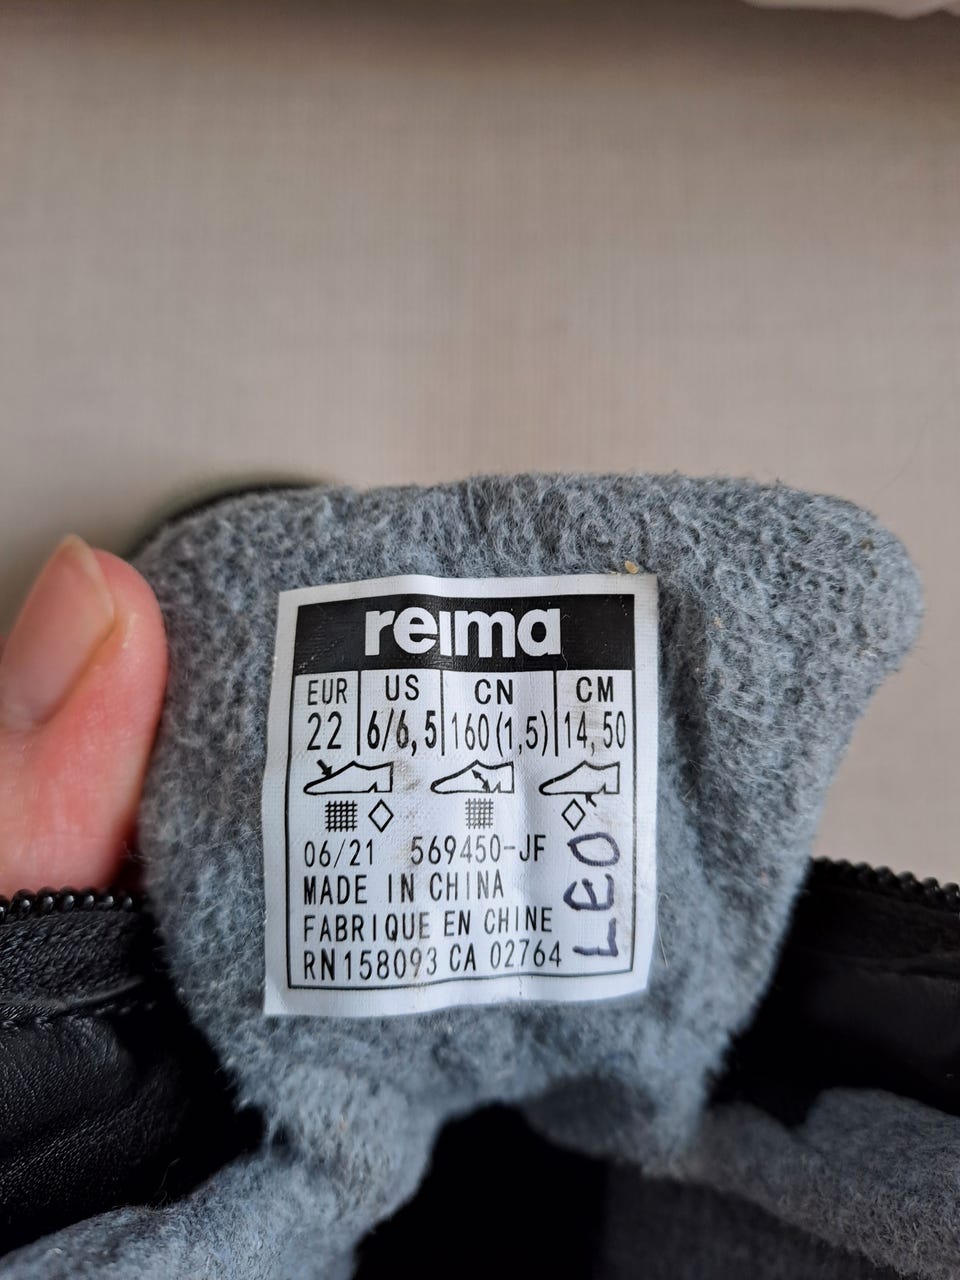 reima
EUR US CN CM
22 6/6,5 160(1,5) 14,50
06/21 569450-JF
MADE IN CHINA
FABRIQUE EN CHINE
RN158093 CA 02764
LEO